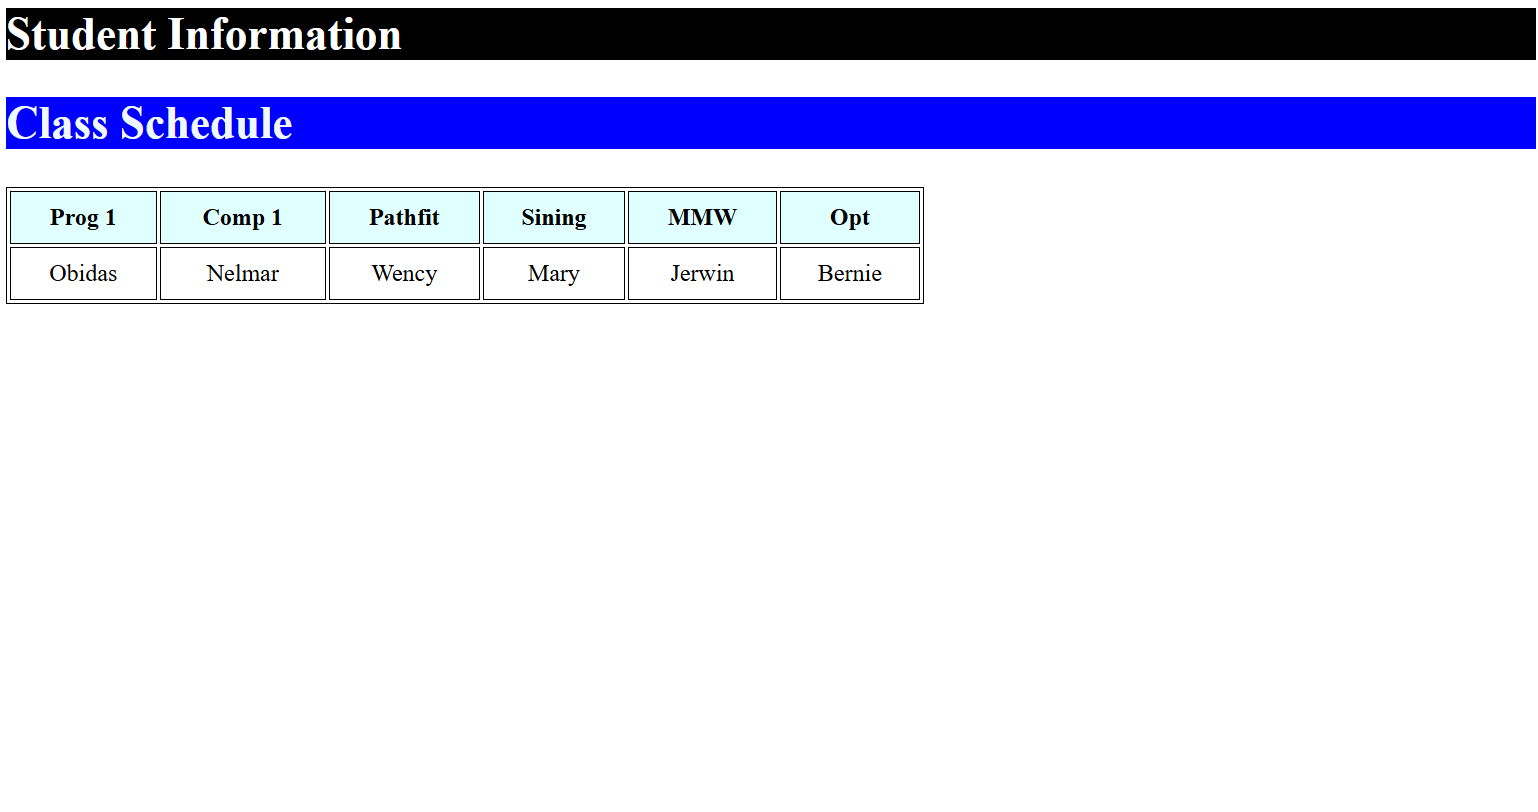 Student Information
Class Schedule
Prog 1 Comp 1 Pathfit Sining MMW Opt
Obidas Nelmar Wency Mary Jerwin Bernie